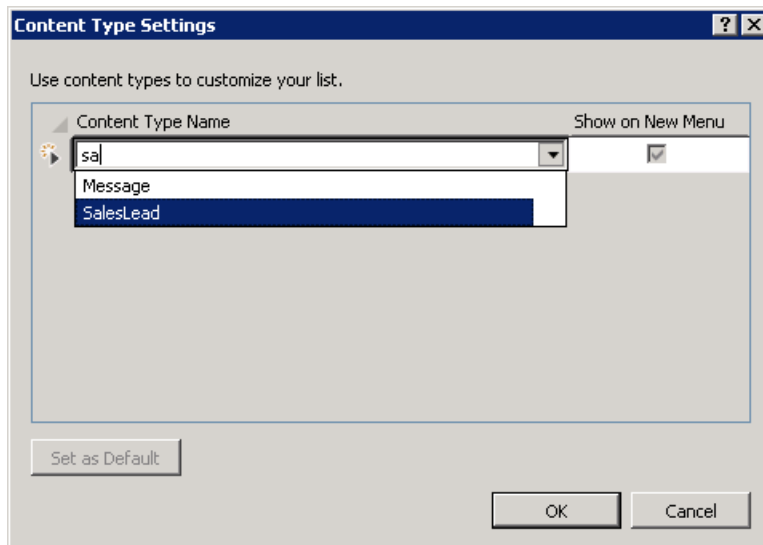 Content Type Settings
Use content types to customize your list.
Content Type Name Show on New Menu
sa
Message
SalesLead
Set as Default
OK Cancel